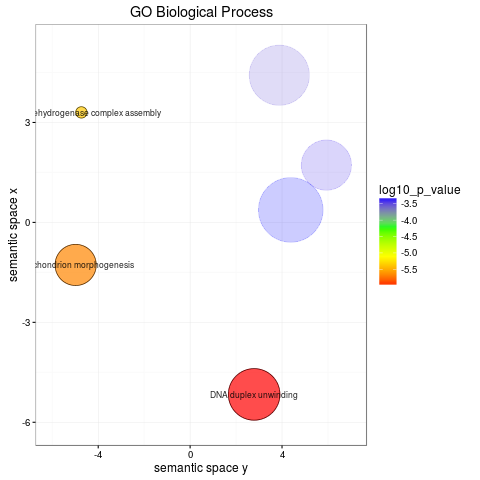 GO Biological Process
ehydrogenase complex assembly
chondrion morphogenesis
DNA duplex unwinding
3
0
-3
-6
-4
0
4
semantic space y
semantic space x
log10_p_value
-3.5
-4.0
-4.5
-5.0
-5.5